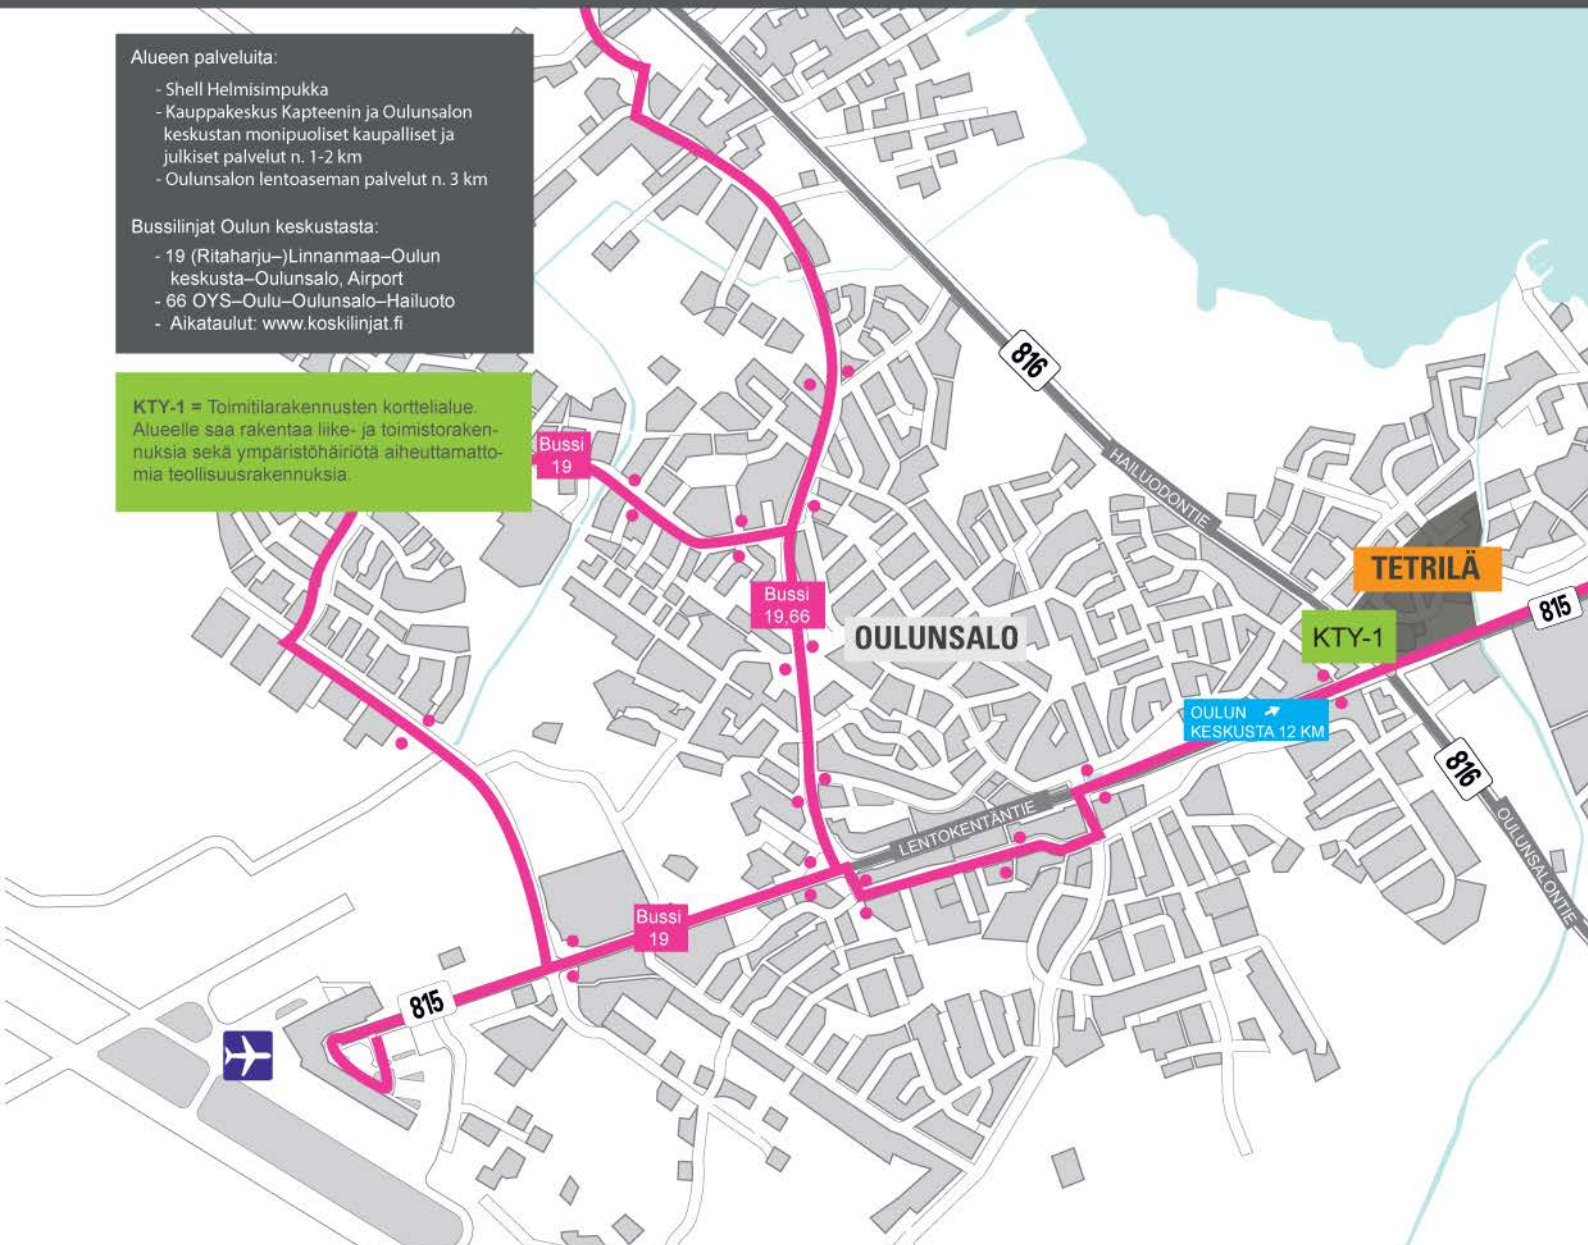 Alueen palveluita:
- Shell Helmisimpukka
- Kauppakeskus Kapteenin ja Oulunsalon
keskustan monipuoliset kaupalliset ja
julkiset palvelut n. 1-2 km
- Oulunsalon lentoaseman palvelut n. 3 km
Bussilinjat Oulun keskustasta:
- 19 (Ritaharju–)Linnanmaa–Oulun
keskusta–Oulunsalo, Airport
- 66 OYS–Oulu–Oulunsalo–Hailuoto
- Aikataulut: www.koskilinjat.fi
KTY-1 = Toimitilarakennusten korttelialue.
Alueelle saa rakentaa liike- ja toimistoraken-
nuksia sekä ympäristöhäiriötä aiheuttamatto-
mia teollisuusrakennuksia.
816
HAILUODONTIE
Bussi
19
TETRILÄ
815
Bussi
19,66
OULUNSALO
KTY-1
OULUN
KESKUSTA 12 KM
816
OULUNSALONTIE
LENTOKENTÄNTIE
Bussi
19
815